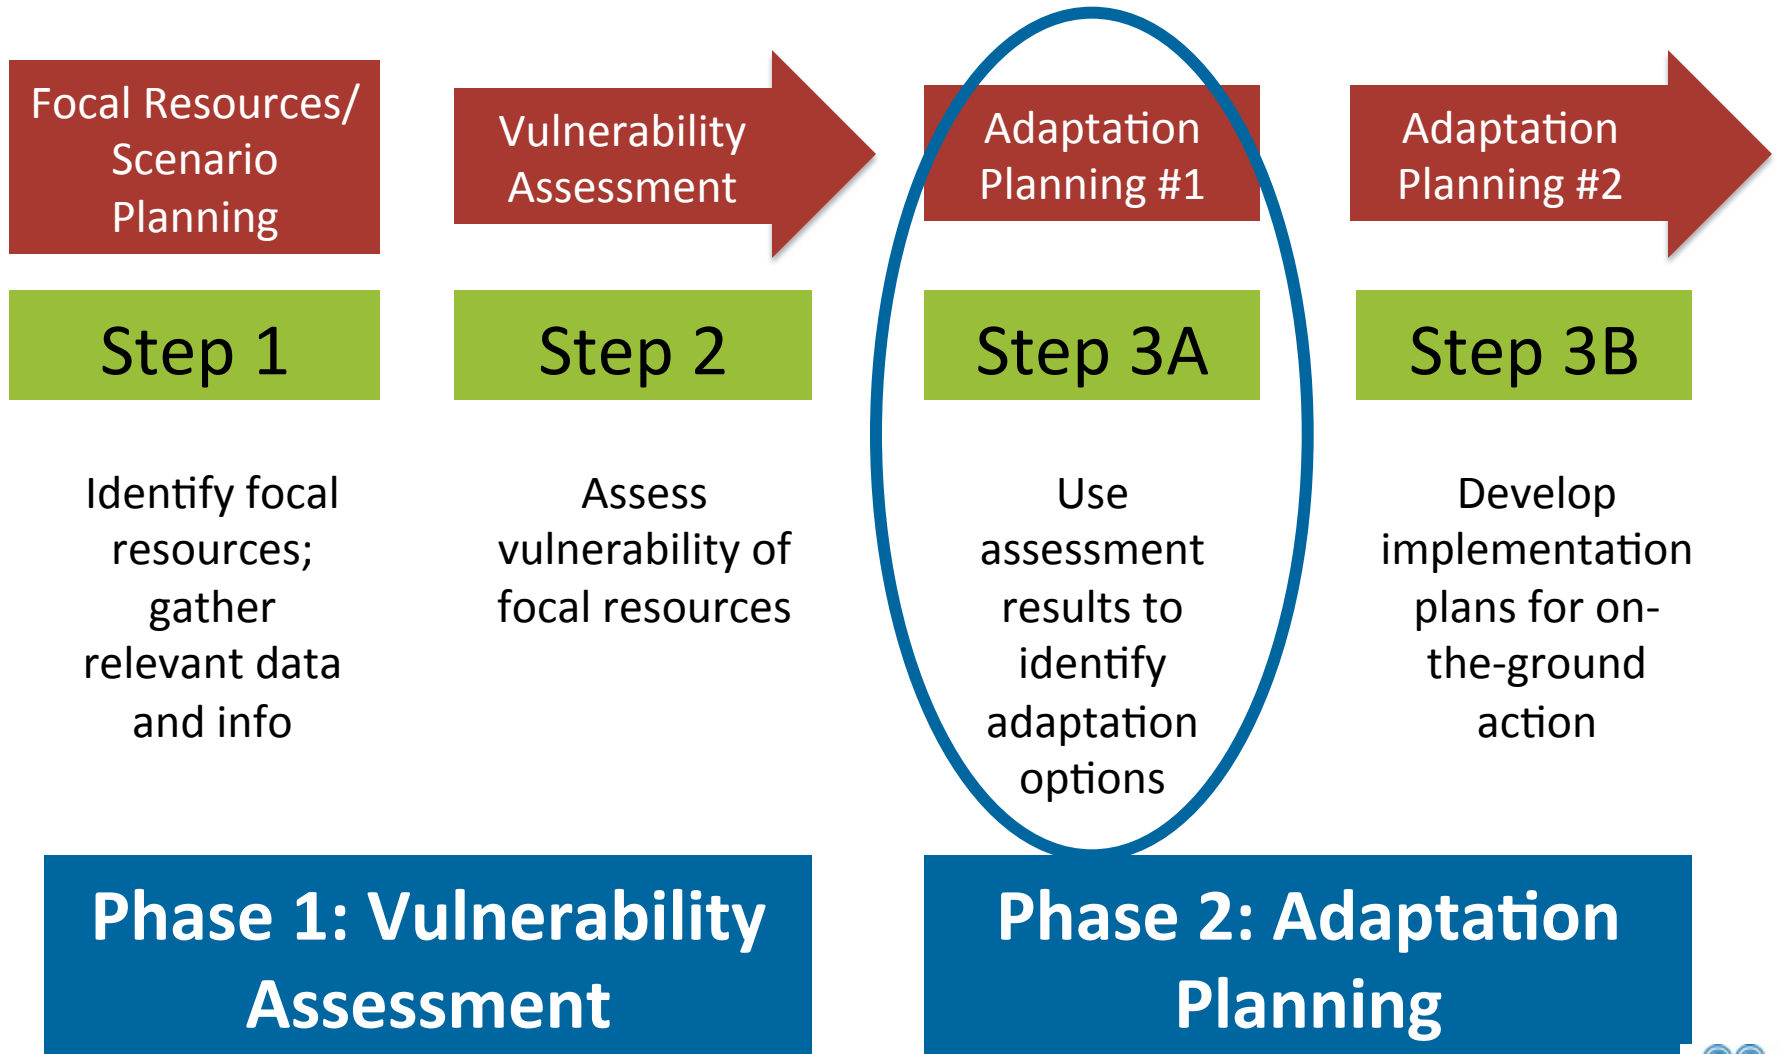 Focal Resources/
Scenario
Planning
Vulnerability
Assessment
Adaptation
Planning #1
Adaptation
Planning #2
Step 1
Step 2
Step 3A
Step 3B
Identify focal
resources;
gather
relevant data
and info
Assess
vulnerability of
focal resources
Use
assessment
results to
identify
adaptation
options
Develop
implementation
plans for on-
the-ground
action
Phase 1: Vulnerability
Assessment
Phase 2: Adaptation
Planning